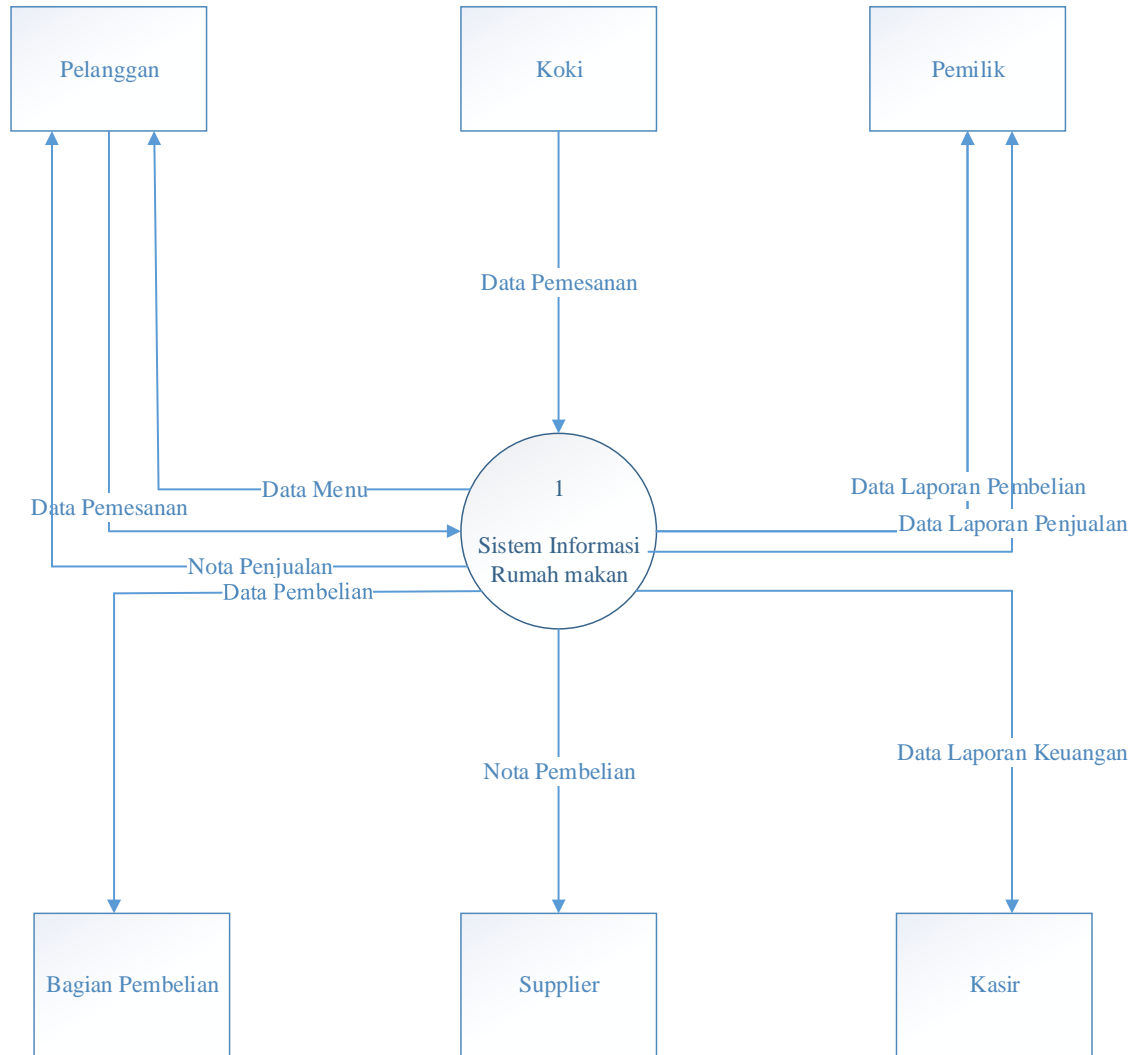 Pelanggan
Koki
Pemilik
Data Pemesanan
Data Menu
Data Pemesanan
Nota Penjualan
Data Pembelian
1
Sistem Informasi
Rumah makan
Data Laporan Pembelian
Data Laporan Penjualan
Nota Pembelian
Data Laporan Keuangan
Bagian Pembelian
Supplier
Kasir